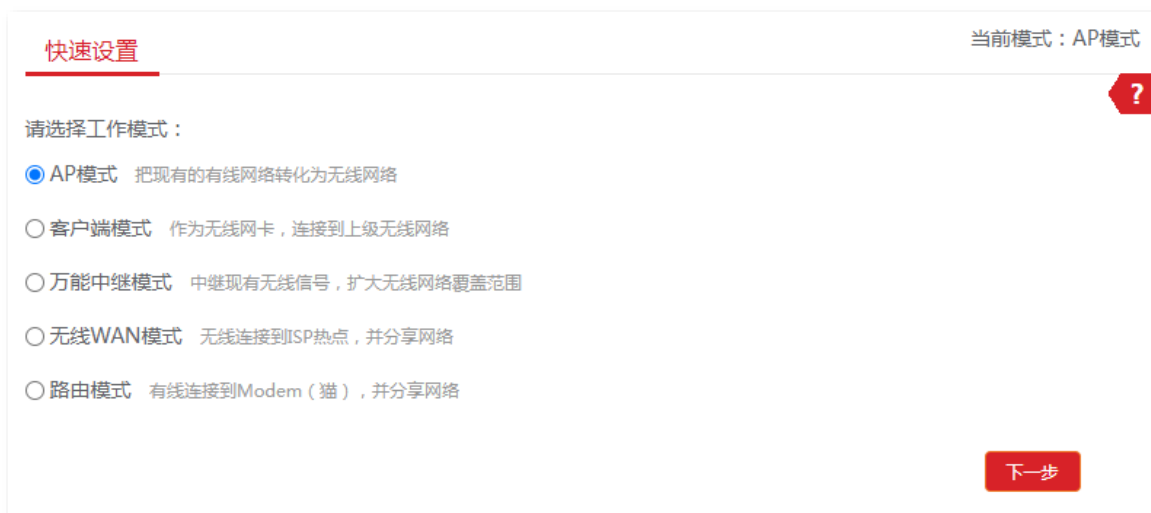 快速设置
当前模式：AP模式
?
请选择工作模式：
AP模式 把现有的有线网络转化为无线网络
客户端模式 作为无线网卡，连接到上级无线网络
万能中继模式 中继现有无线信号，扩大无线网络覆盖范围
无线WAN模式 无线连接到ISP热点，并分享网络
路由模式 有线连接到Modem（猫），并分享网络
下一步